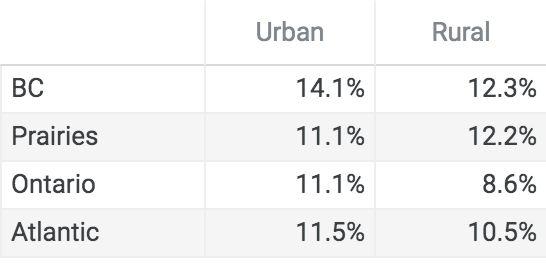 Urban Rural
BC 14.1% 12.3%
Prairies 11.1% 12.2%
Ontario 11.1% 8.6%
Atlantic 11.5% 10.5%